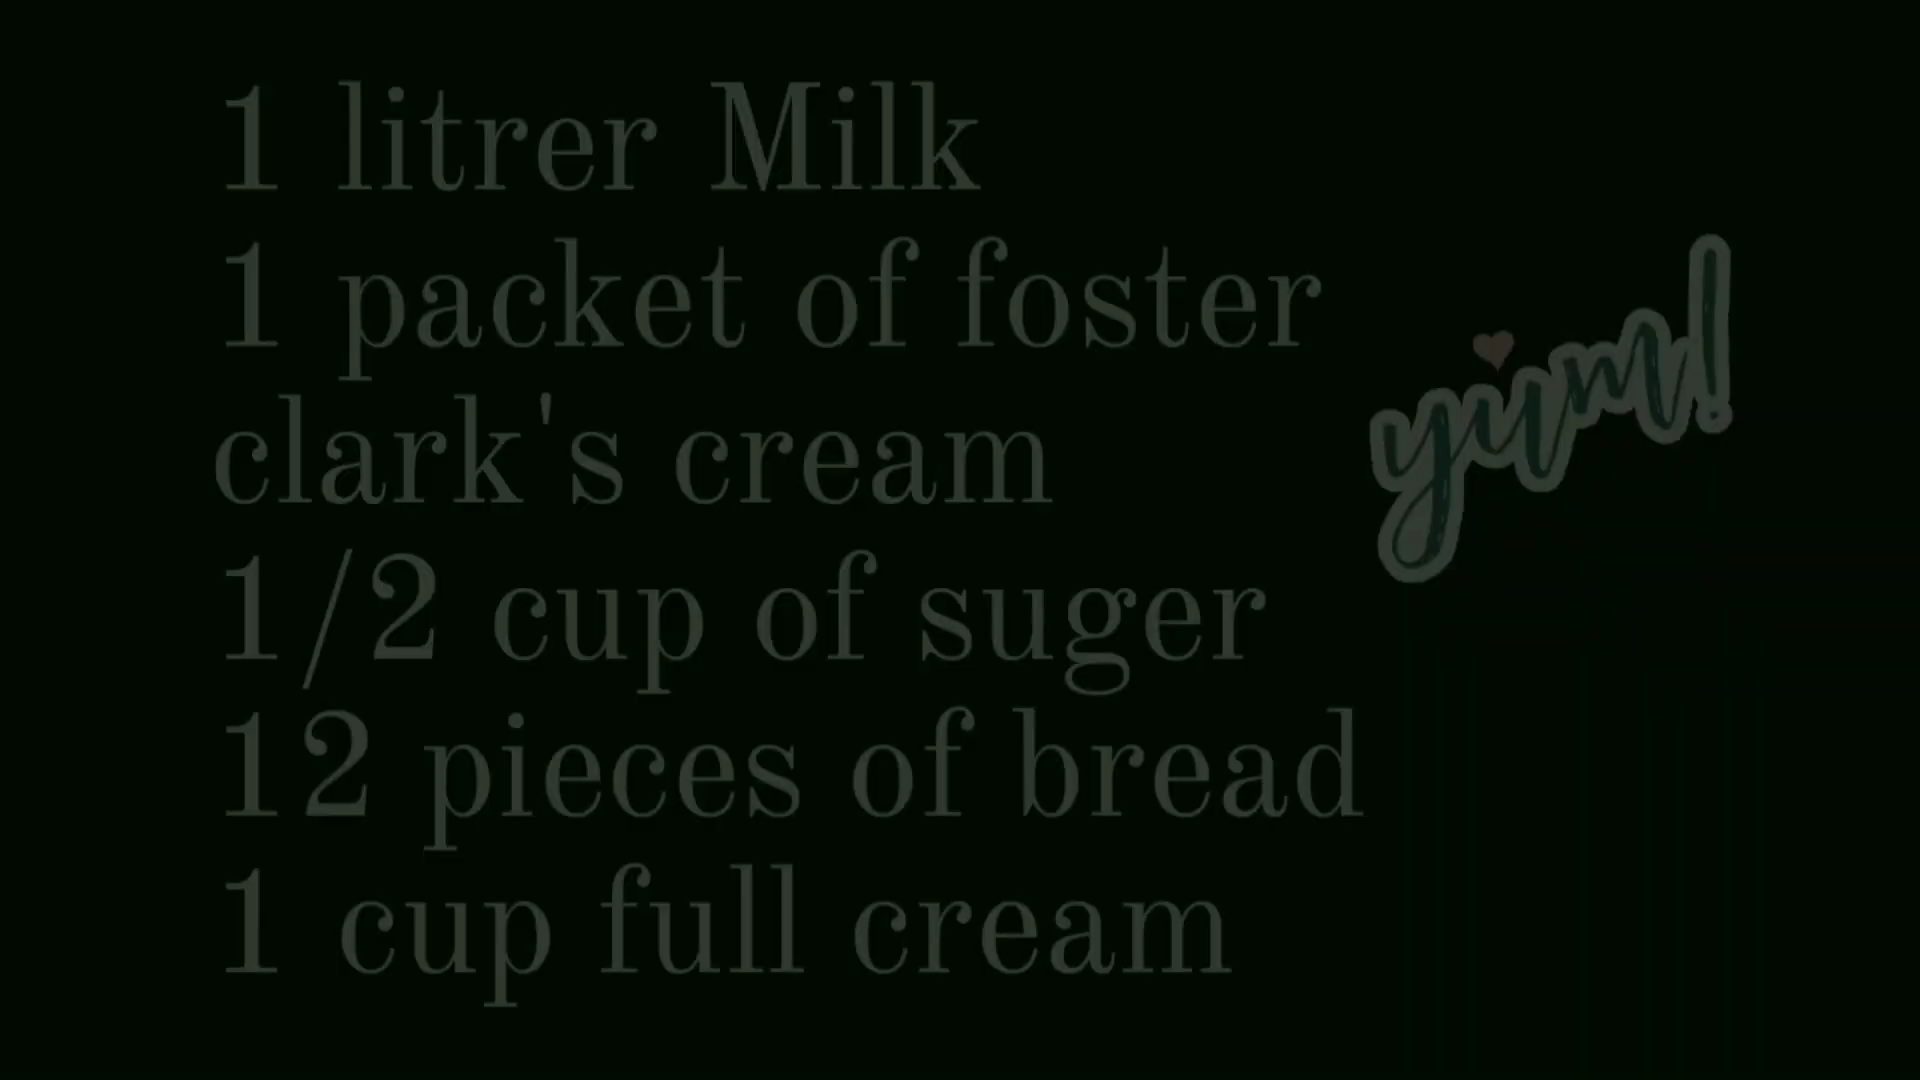 1 litrer Milk
1 packet of foster
clark's cream
yum!
1/2 cup of suger
12 pieces of bread
1 cup full cream